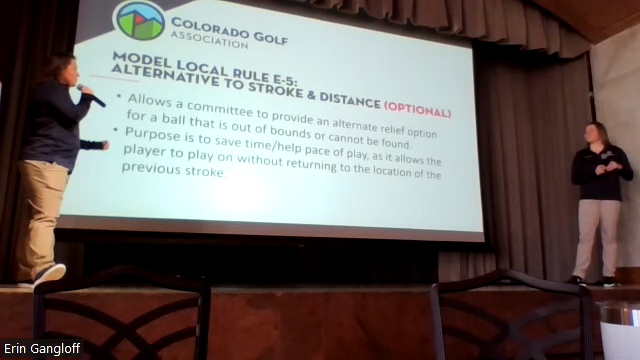 COLORADO GOLF
ASSOCIATION
MODEL LOCAL RULE E-5:
ALTERNATIVE TO STROKE & DISTANCE (OPTIONAL)
• Allows a committee to provide an alternate relief option
for a ball that is out of bounds or cannot be found.
• Purpose is to save time/help pace of play, as it allows the
player to play on without returning to the location of the
previous stroke.
Erin Gangloff